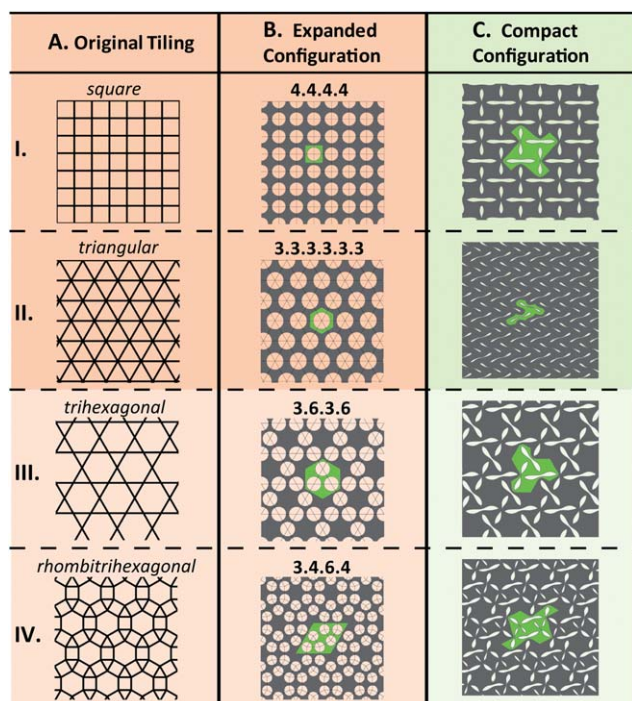 A. Original Tiling
B. Expanded
Configuration
C. Compact
Configuration
I.
square
4.4.4.4
II.
triangular
3.3.3.3.3.3
III.
trihexagonal
3.6.3.6
IV.
rhombitrihexagonal
3.4.6.4